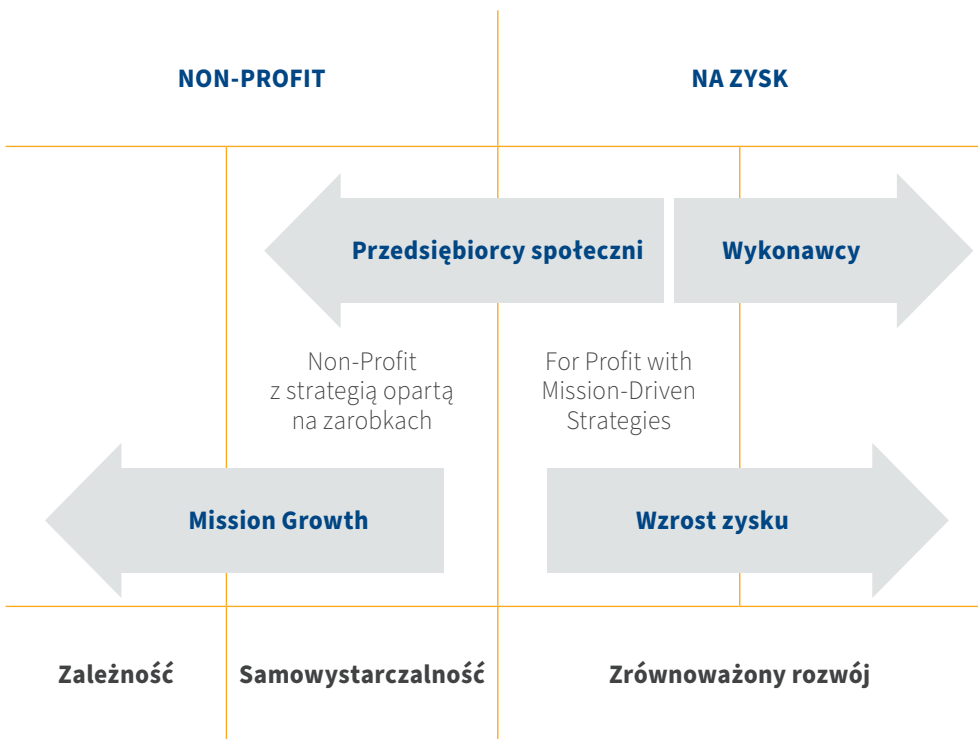 NON-PROFIT
NA ZYSK
Przedsiębiorcy społeczni
Wykonawcy
Non-Profit
z strategią opartą
na zarobkach
For Profit with
Mission-Driven
Strategies
Mission Growth
Wzrost zysku
Zależność
Samowystarczalność
Zrównoważony rozwój